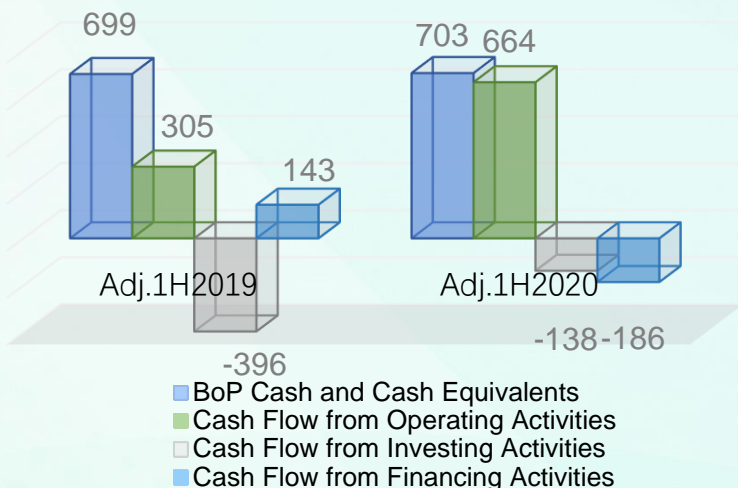 699
703 664
305
143
Adj.1H2019
Adj.1H2020
-138 -186
-396
BoP Cash and Cash Equivalents
Cash Flow from Operating Activities
Cash Flow from Investing Activities
Cash Flow from Financing Activities